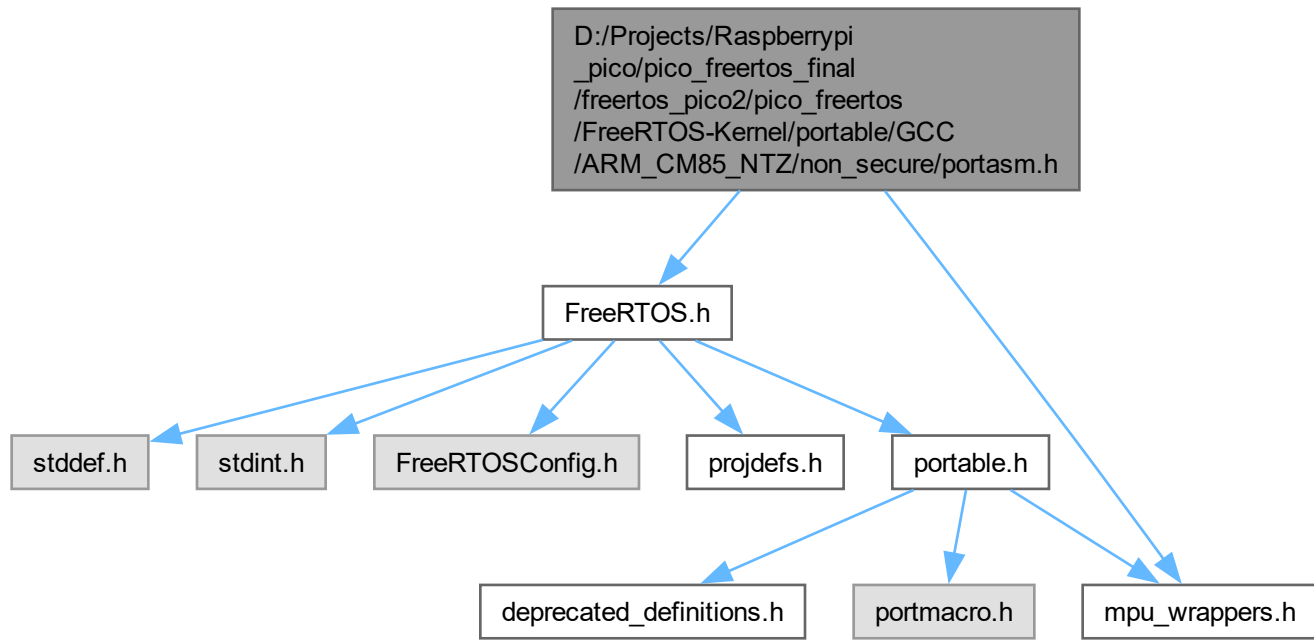 D:/Projects/Raspberrypi
_pico/pico_freertos_final
/freertos_pico2/pico_freertos
/FreeRTOS-Kernel/portable/GCC
/ARM_CM85_NTZ/non_secure/portasm.h
FreeRTOS.h
stddef.h
stdint.h
FreeRTOSConfig.h
projdefs.h
portable.h
deprecated_definitions.h
portmacro.h
mpu_wrappers.h